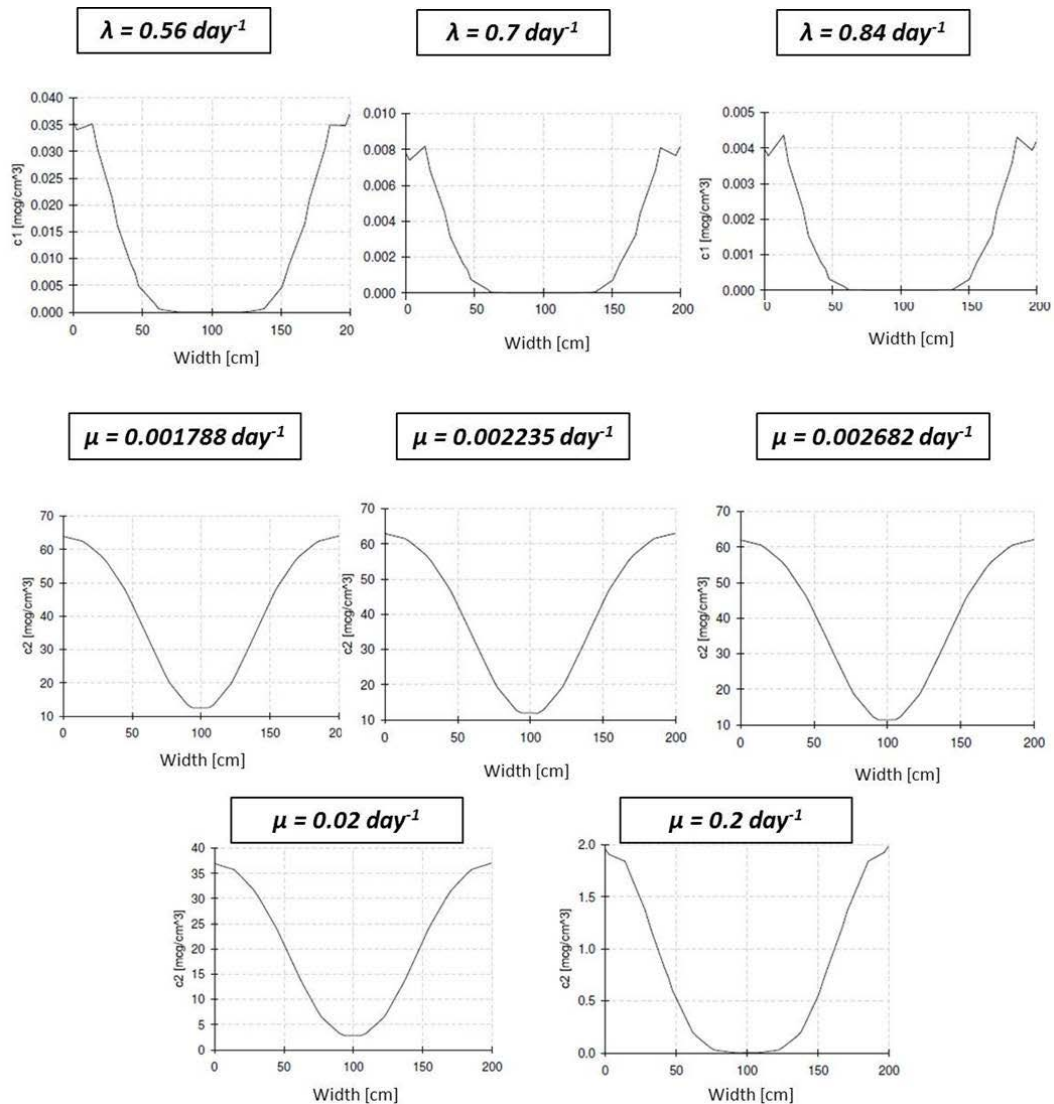 λ = 0.56 day⁻¹
λ = 0.7 day⁻¹
λ = 0.84 day⁻¹
c1 [mcg/cm^3]
0.040
0.035
0.030
0.025
0.020
0.015
0.010
0.005
0.000
0 50 100 150 20
Width [cm]
0.010
0.008
0.006
0.004
0.002
0.000
0 50 100 150 200
Width [cm]
c1 [mcg/cm^3]
0.005
0.004
0.003
0.002
0.001
0.000
0 50 100 150 200
Width [cm]
μ = 0.001788 day⁻¹
μ = 0.002235 day⁻¹
μ = 0.002682 day⁻¹
c2 [mcg/cm^3]
70
60
50
40
30
20
10
0 50 100 150 200
Width [cm]
c2 [mcg/cm^3]
70
60
50
40
30
20
10
0 50 100 150 200
Width [cm]
c2 [mcg/cm^3]
70
60
50
40
30
20
10
0 50 100 150 200
Width [cm]
μ = 0.02 day⁻¹
μ = 0.2 day⁻¹
c2 [mcg/cm^3]
40
35
30
25
20
15
10
5
0
0 50 100 150 200
Width [cm]
c2 [mcg/cm^3]
2.0
1.5
1.0
0.5
0.0
0 50 100 150 200
Width [cm]